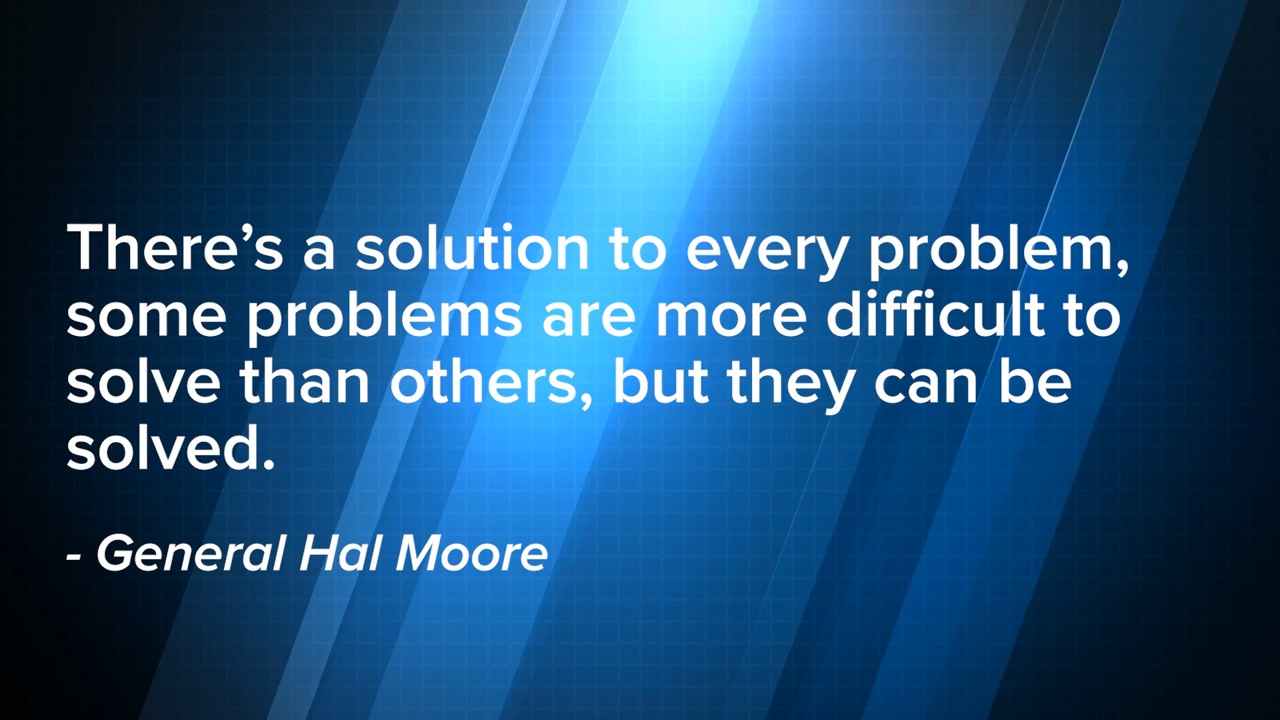 There’s a solution to every problem,
some problems are more difficult to
solve than others, but they can be
solved.
- General Hal Moore